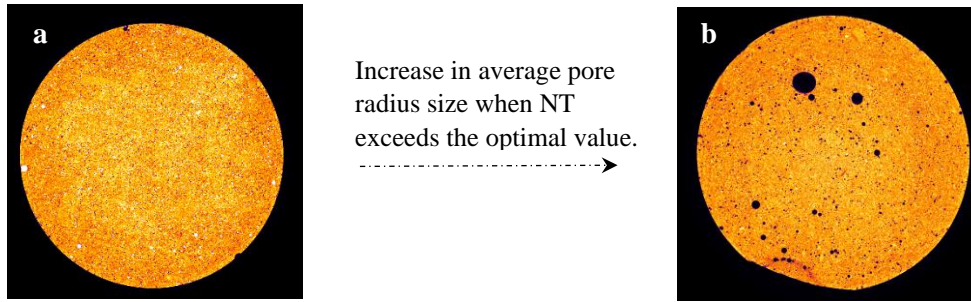 a
b
Increase in average pore
radius size when NT
exceeds the optimal value.